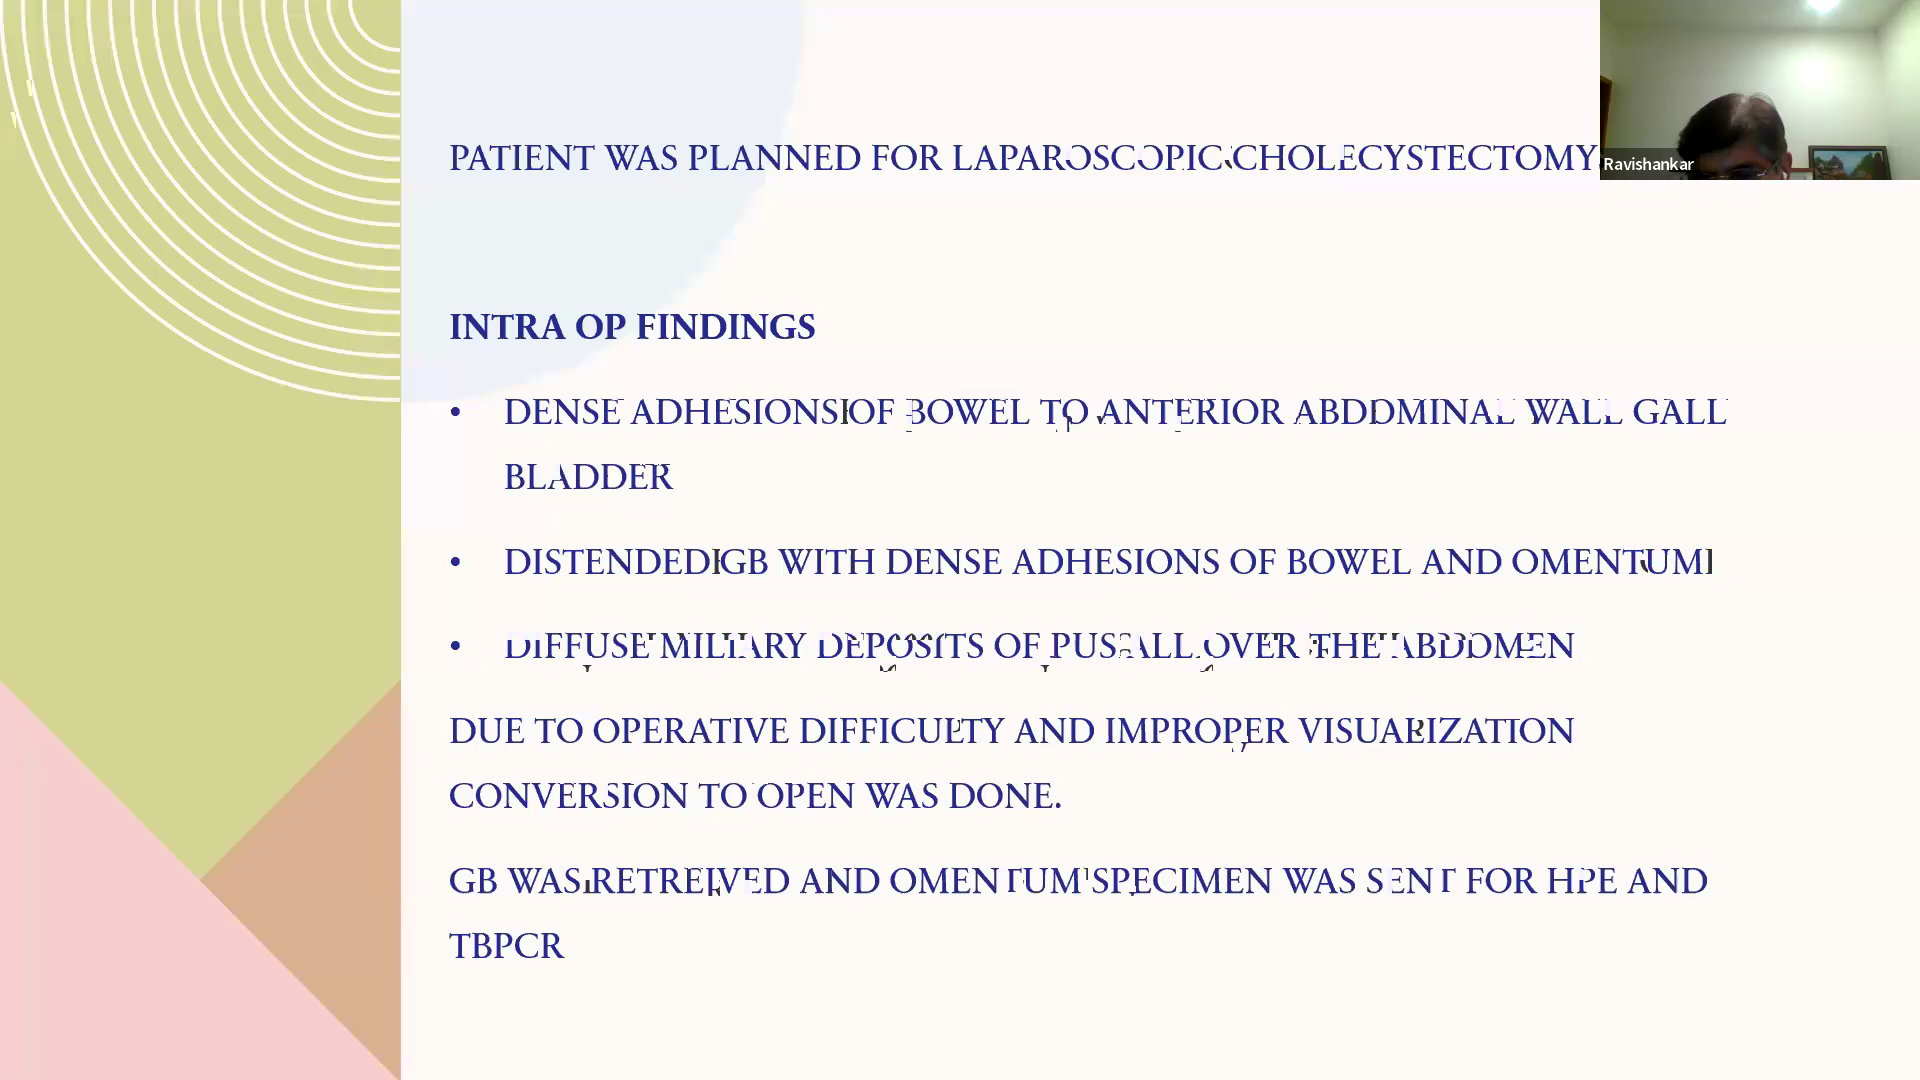 PATIENT WAS PLANNED FOR LAPAROSCOPIC CHOLECYSTECTOMY
Ravishankar
INTRA OP FINDINGS
• DENSE ADHESIONS OF BOWEL TO ANTERIOR ABDOMINAL WALL GALL
BLADDER
• DISTENDED GB WITH DENSE ADHESIONS OF BOWEL AND OMENTUM
• DIFFUSE MILIARY DEPOSITS OF PUS ALL OVER THE ABDOMEN
DUE TO OPERATIVE DIFFICULTY AND IMPROPER VISUALIZATION
CONVERSION TO OPEN WAS DONE.
GB WAS RETREIVED AND OMENTUM SPECIMEN WAS SENT FOR HPE AND
TBPCR